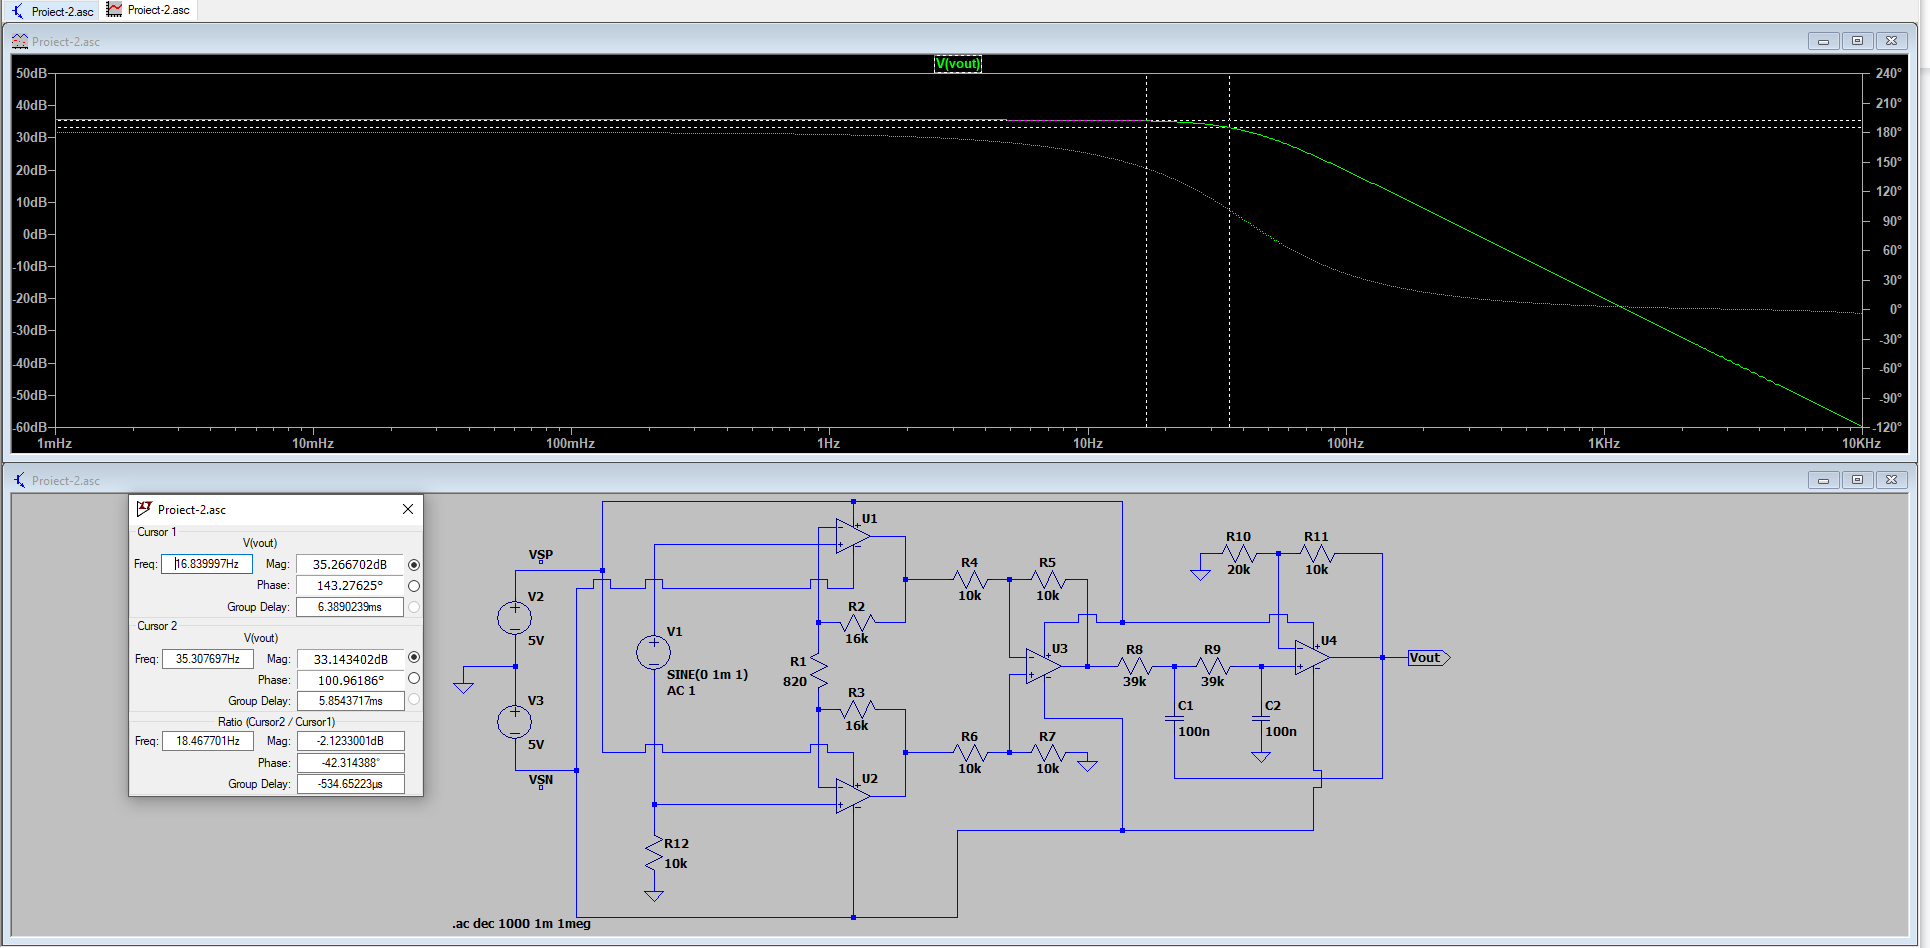 Proiect-2.asc Proiect-2.asc
Proiect-2.asc
V(vout)
50dB 240°
40dB 210°
30dB 180°
20dB 150°
10dB 120°
0dB 90°
-10dB 60°
-20dB 30°
-30dB 0°
-40dB -30°
-50dB -60°
-60dB -90°
-120°
1mHz 10mHz 100mHz 1Hz 10Hz 100Hz 1KHz 10KHz
Proiect-2.asc
Proiect-2.asc
Cursor 1
V(vout)
Freq: 16.839997Hz Mag: 35.266702dB
Phase: 143.27625°
Group Delay: 6.3890239ms
Cursor 2
V(vout)
Freq: 35.307697Hz Mag: 33.143402dB
Phase: 100.96186°
Group Delay: 5.8543717ms
Ratio (Cursor2 / Cursor1)
Freq: 18.467701Hz Mag: -2.1233001dB
Phase: -42.314388°
Group Delay: -534.65223µs
VSP
V2
5V
V3
5V
VSN
V1
SINE(0 1m 1)
AC 1
R12
10k
U1
R2
16k
R1
820
R3
16k
U2
R4
10k
R5
10k
R6
10k
R7
10k
U3
R8
39k
R9
39k
C1
100n
C2
100n
R10
20k
R11
10k
U4
Vout
.ac dec 1000 1m 1meg